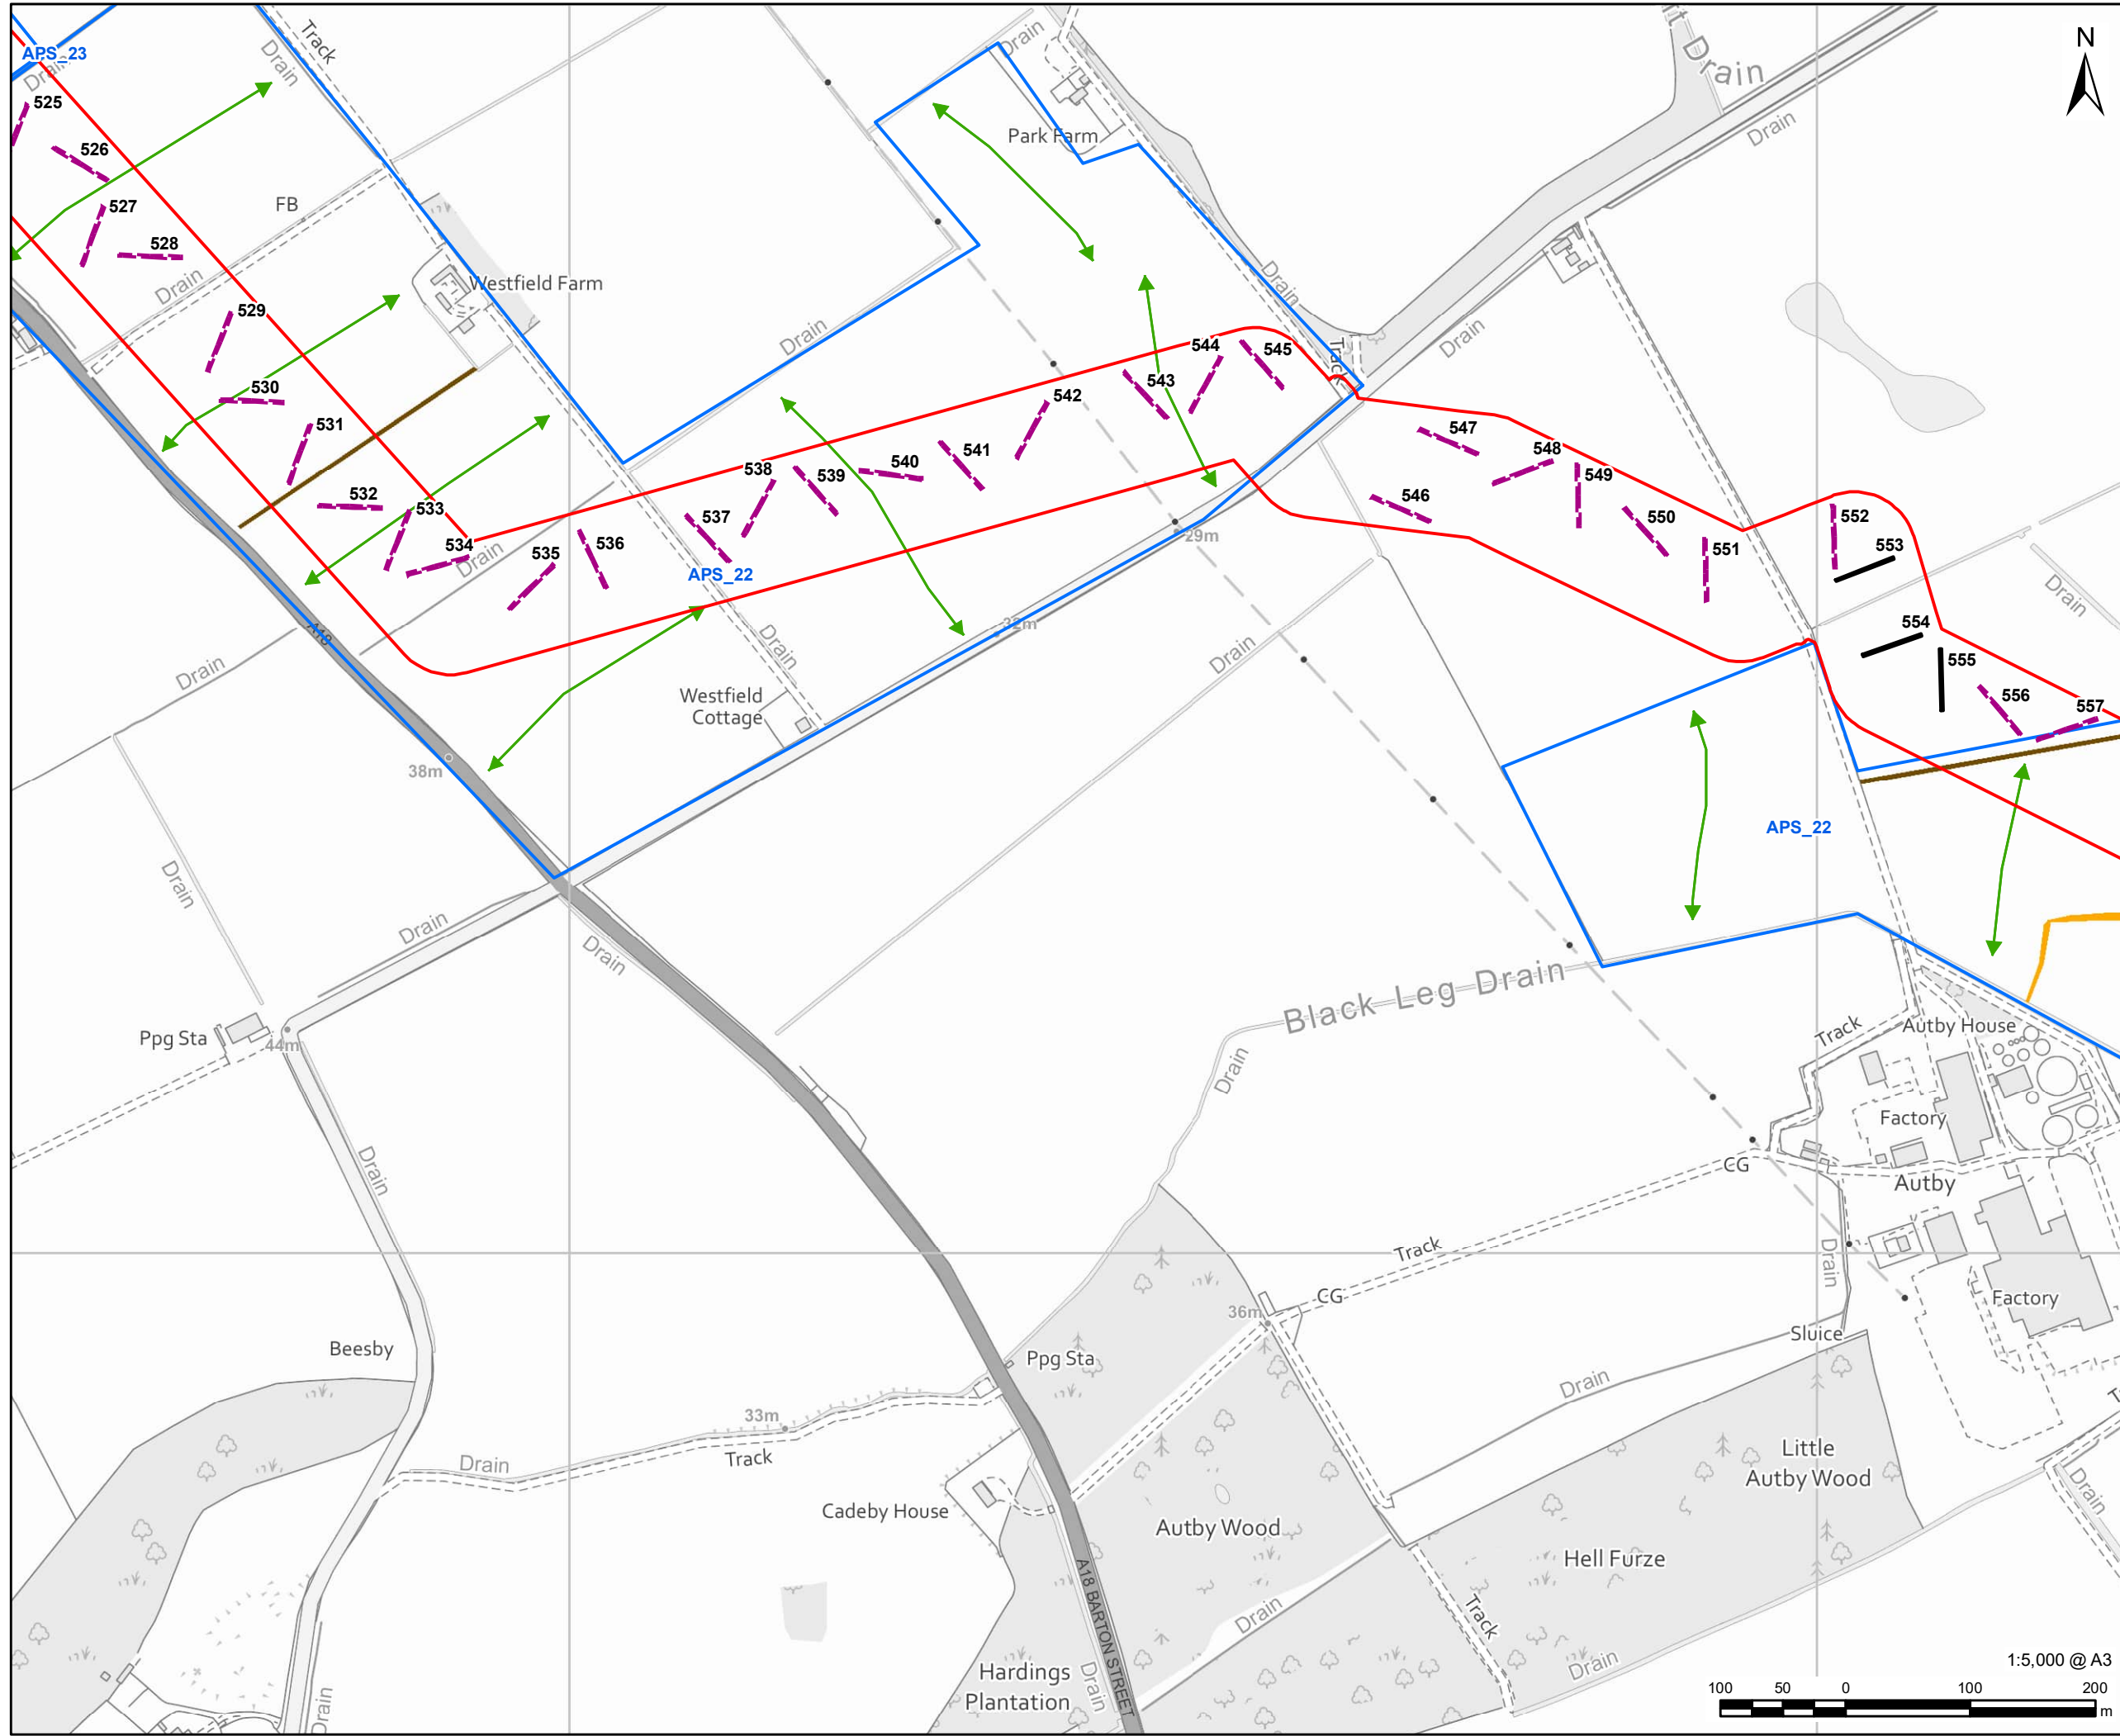 APS_23
Drain
Drain
Track
Drain
Drain
Drain
Drain
N
525
526
527
528
FB
Drain
529
Westfield Farm
Park Farm
Drain
Drain
Track
Drain
530
531
532
533
534
Drain
535
536
537
538
539
540
541
542
543
544
545
546
547
548
549
550
551
552
553
554
555
556
557
Drain
APS_22
29m
32m
Drain
Drain
A18
Drain
Westfield
Cottage
38m
APS_22
Drain
Drain
Drain
Black Leg Drain
Drain
Ppg Sta
44m
Track
Autby House
Factory
CG
Autby
Drain
Drain
Track
CG
36m
Factory
Sluice
Beesby
Ppg Sta
Drain
33m
Track
Drain
Little
Autby Wood
Drain
Cadeby House
Autby Wood
Hell Furze
A18 BARTON STREET
Drain
Track
Drain
Drain
Hardings
Plantation
Drain
1:5,000 @ A3
100 50 0 100 200
m